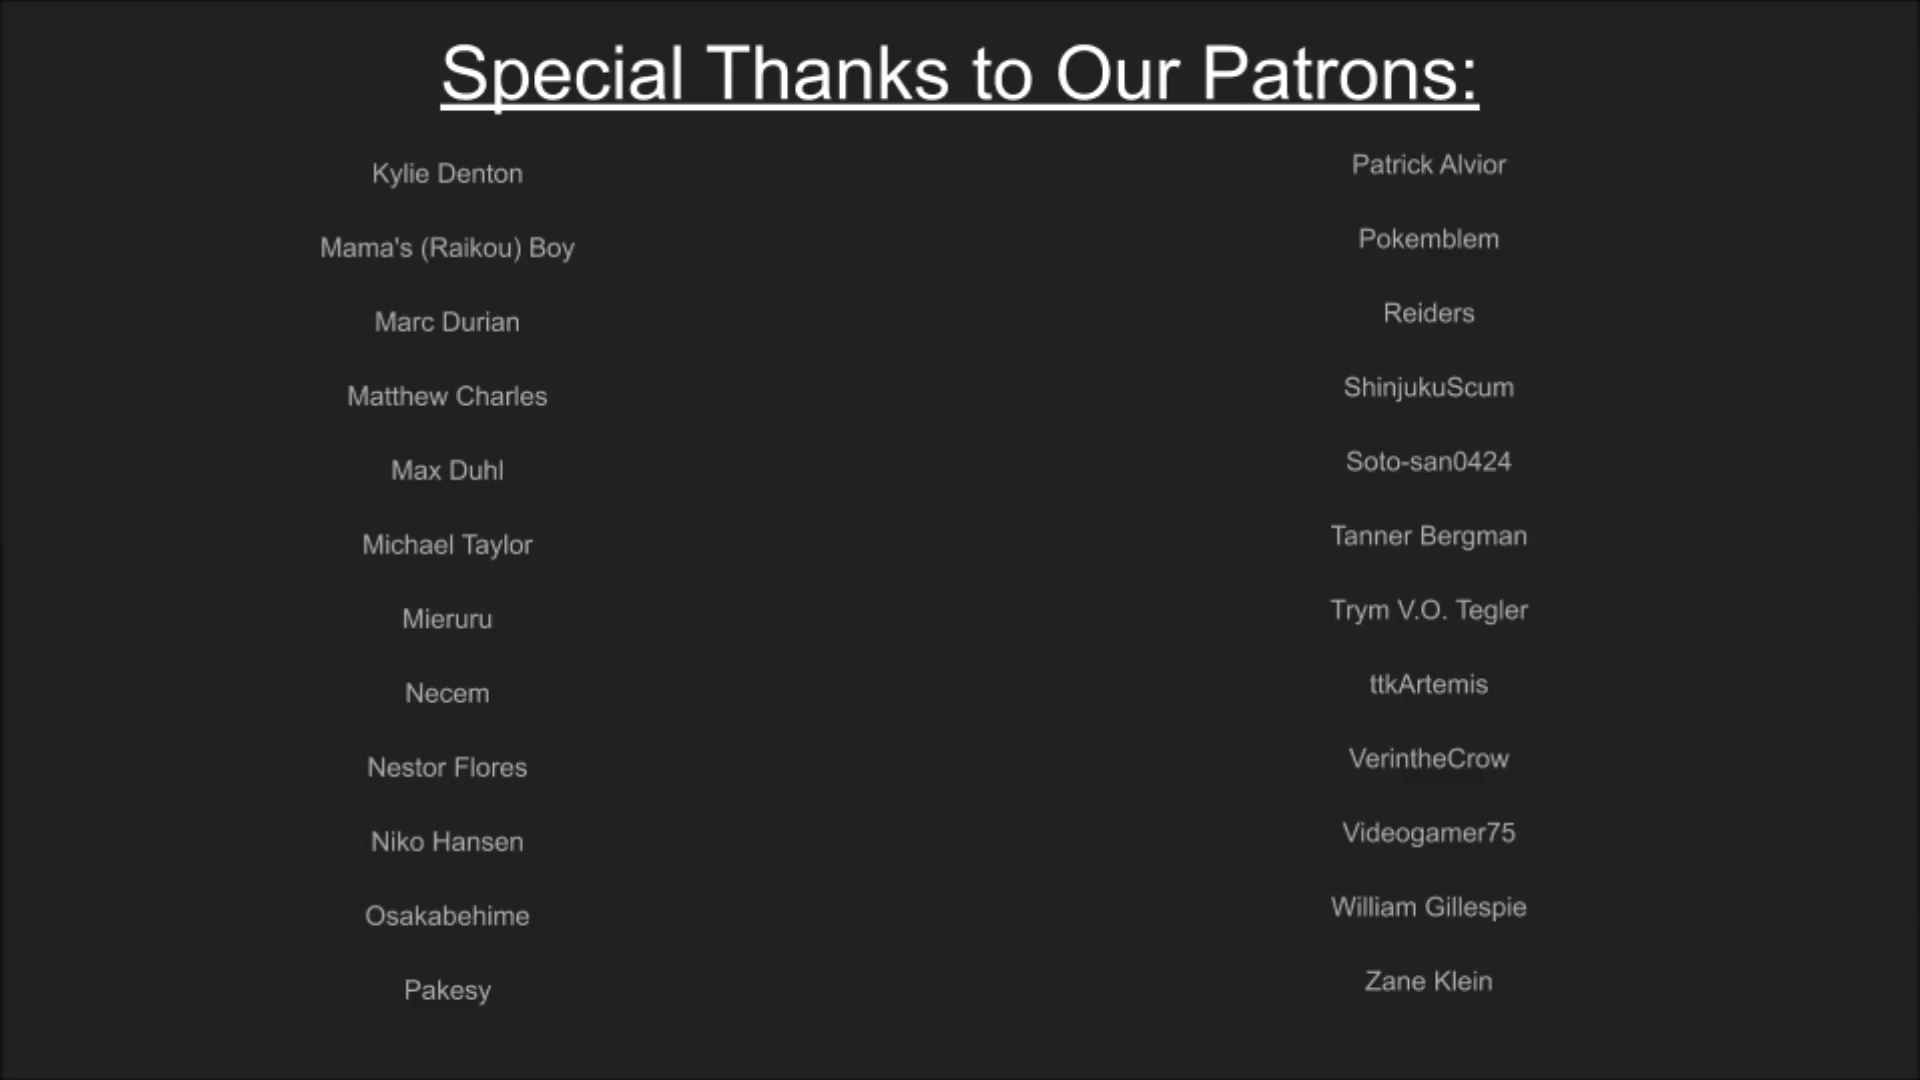 Special Thanks to Our Patrons:
Kylie Denton
Mama's (Raikou) Boy
Marc Durian
Matthew Charles
Max Duhl
Michael Taylor
Mieruru
Necem
Nestor Flores
Niko Hansen
Osakabehime
Pakesy
Patrick Alvior
Pokemblem
Reiders
ShinjukuScum
Soto-san0424
Tanner Bergman
Trym V.O. Tegler
ttkArtemis
VerintheCrow
Videogamer75
William Gillespie
Zane Klein